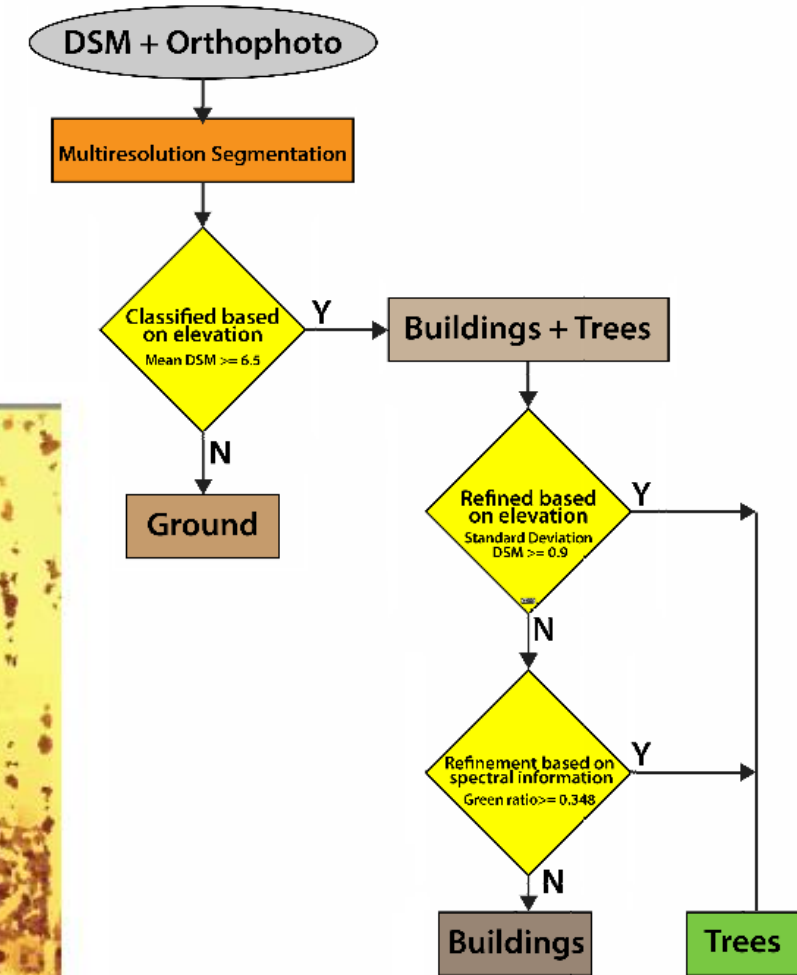 DSM + Orthophoto
Multiresolution Segmentation
Classified based
on elevation
Mean DSM >= 6.5
Y
Buildings + Trees
N
Ground
Refined based
on elevation
Standard Deviation
DSM >= 0.9
Y
N
Refinement based on
spectral information
Green ratio>= 0.348
Y
N
Buildings
Trees